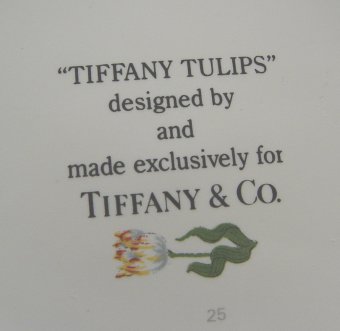 “TIFFANY TULIPS”
designed by
and
made exclusively for
TIFFANY & CO.
25